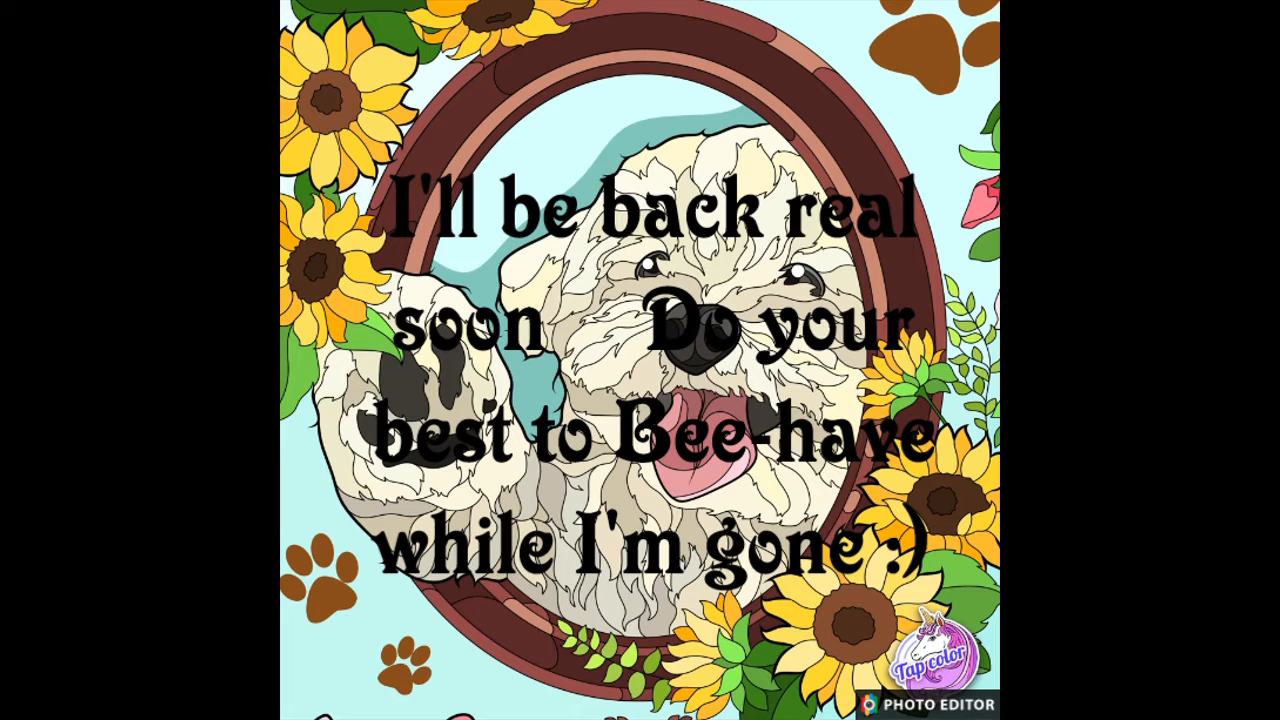 I'll be back real
soon Do your
best to Bee-have
while I'm gone :)
Tap color
PHOTO EDITOR